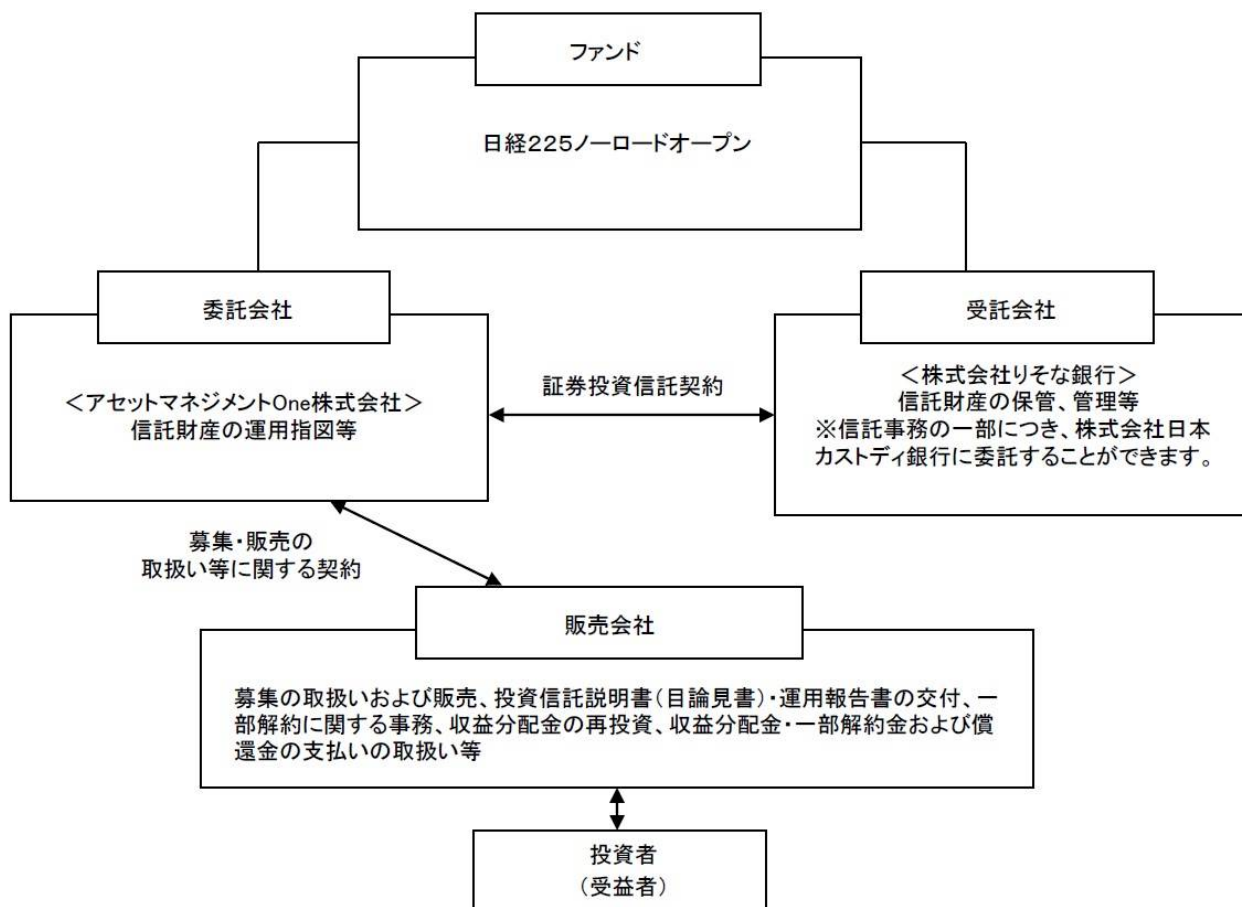 ファンド
日経225ノーロードオープン
委託会社
受託会社
＜アセットマネジメントOne株式会社＞
信託財産の運用指図等
証券投資信託契約
＜株式会社りそな銀行＞
信託財産の保管、管理等
※信託事務の一部につき、株式会社日本
カストディ銀行に委託することができます。
募集・販売の
取扱い等に関する契約
販売会社
募集の取扱いおよび販売、投資信託説明書（目論見書）・運用報告書の交付、一
部解約に関する事務、収益分配金の再投資、収益分配金・一部解約金および償
還金の支払いの取扱い等
投資者
（受益者）